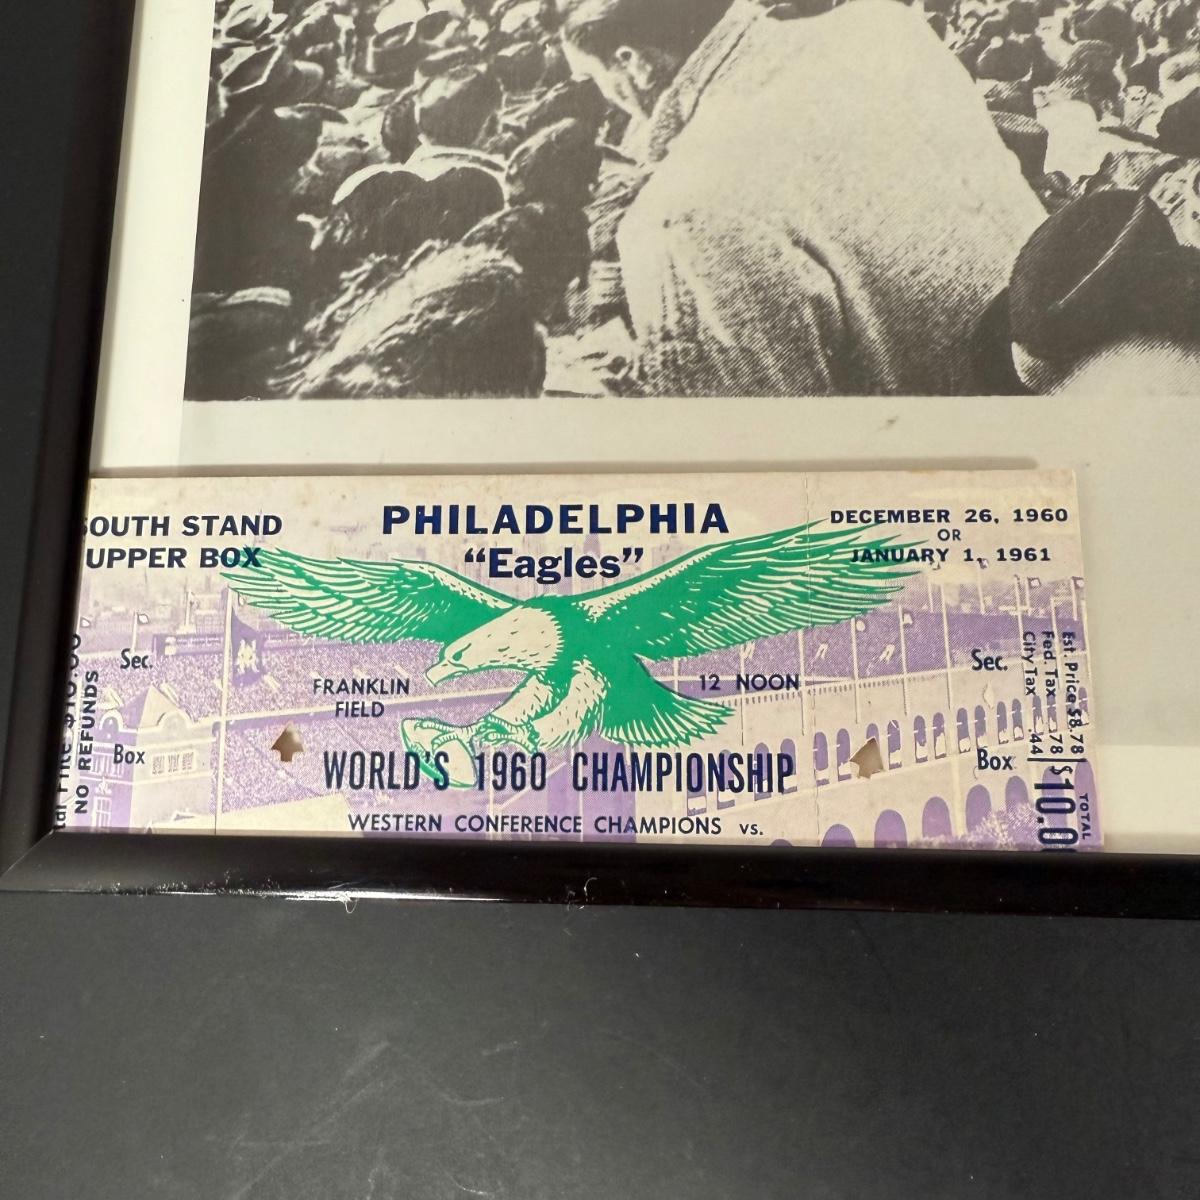 SOUTH STAND
UPPER BOX
PHILADELPHIA
“Eagles”
DECEMBER 26, 1960
OR
JANUARY 1, 1961
Sec.
Box
NO REFUNDS
FRANKLIN
FIELD
12 NOON
WORLD'S 1960 CHAMPIONSHIP
WESTERN CONFERENCE CHAMPIONS vs.
Sec.
Box
Est. Price $8.78
Fed. Tax .78
City Tax .44
TOTAL
$10.0